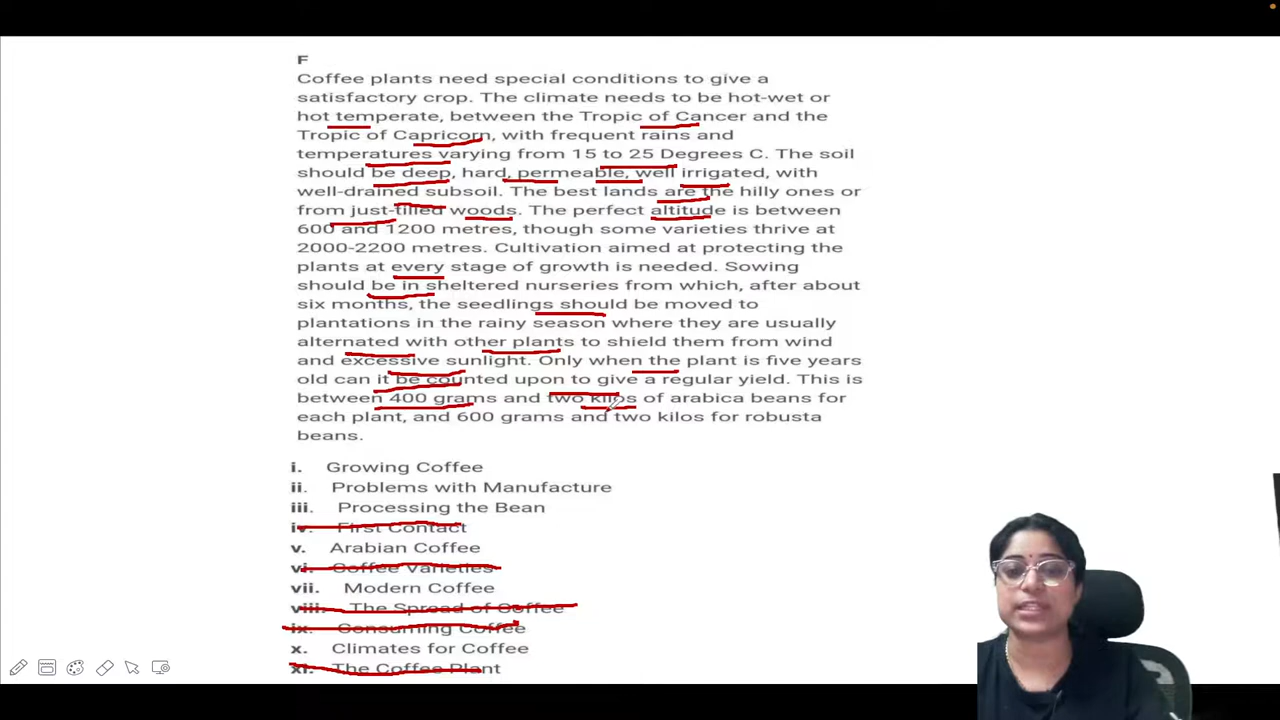 F
Coffee plants need special conditions to give a
satisfactory crop. The climate needs to be hot-wet or
hot temperate, between the Tropic of Cancer and the
Tropic of Capricorn, with frequent rains and
temperatures varying from 15 to 25 Degrees C. The soil
should be deep, hard, permeable, well irrigated, with
well-drained subsoil. The best lands are the hilly ones or
from just-tilled woods. The perfect altitude is between
600 and 1200 metres, though some varieties thrive at
2000-2200 metres. Cultivation aimed at protecting the
plants at every stage of growth is needed. Sowing
should be in sheltered nurseries from which, after about
six months, the seedlings should be moved to
plantations in the rainy season where they are usually
alternated with other plants to shield them from wind
and excessive sunlight. Only when the plant is five years
old can it be counted upon to give a regular yield. This is
between 400 grams and two kilos of arabica beans for
each plant, and 600 grams and two kilos for robusta
beans.
i. Growing Coffee
ii. Problems with Manufacture
iii. Processing the Bean
iv. First Contact
v. Arabian Coffee
vi. Coffee Varieties
vii. Modern Coffee
viii. The Spread of Coffee
ix. Consuming Coffee
x. Climates for Coffee
xi. The Coffee Plant